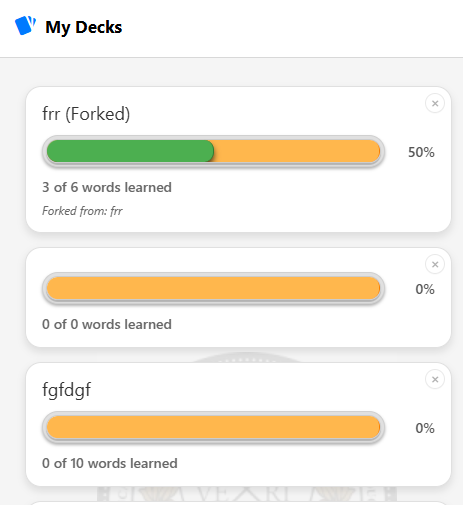 My Decks
frr (Forked)
50%
3 of 6 words learned
Forked from: frr
0%
0 of 0 words learned
fgfdgf
0%
0 of 10 words learned